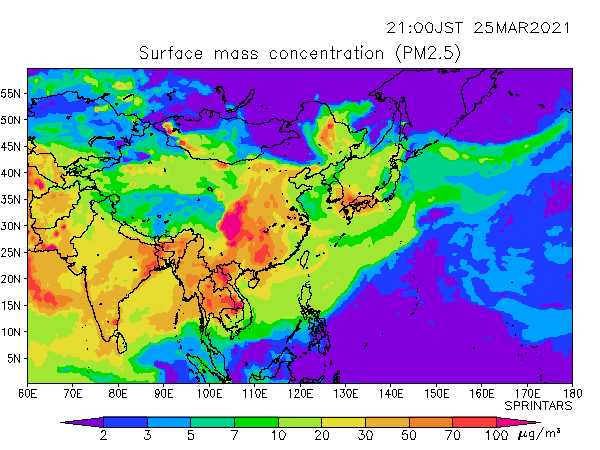 21:00JST 25MAR2021
Surface mass concentration (PM2.5)
55N
50N
45N
40N
35N
30N
25N
20N
15N
10N
5N
60E 70E 80E 90E 100E 110E 120E 130E 140E 150E 160E 170E 180
SPRINTARS
2 3 5 7 10 20 30 50 70 100 μg/m³